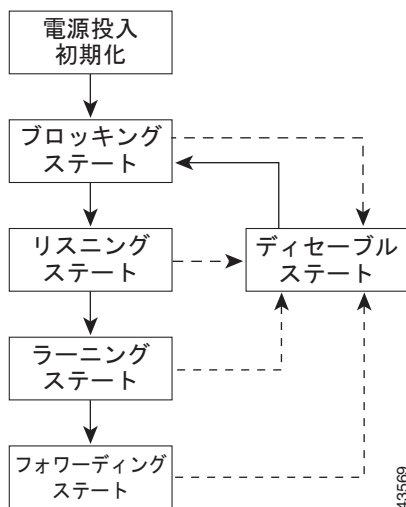 電源投入
初期化
ブロッキング
ステート
リスニング
ステート
ディセーブル
ステート
ラーニング
ステート
フォワーディング
ステート
43569